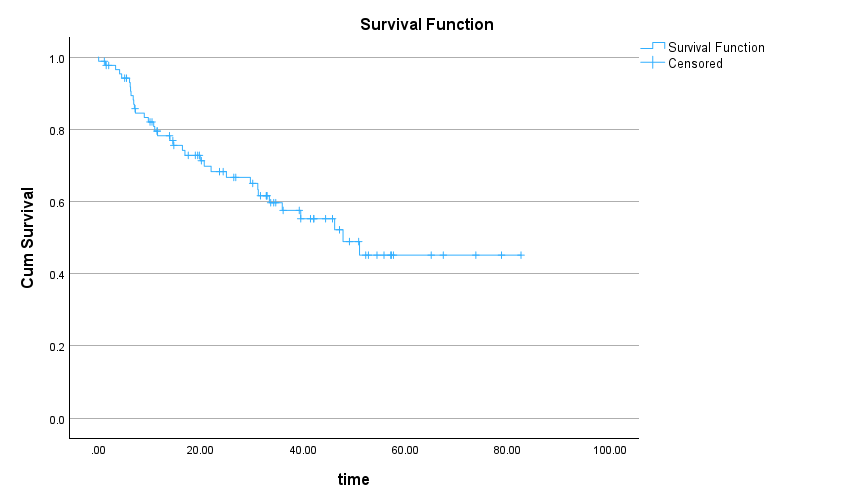 Survival Function
Survival Function
Censored
1.0
0.8
0.6
0.4
0.2
0.0
Cum Survival
.00 20.00 40.00 60.00 80.00 100.00
time